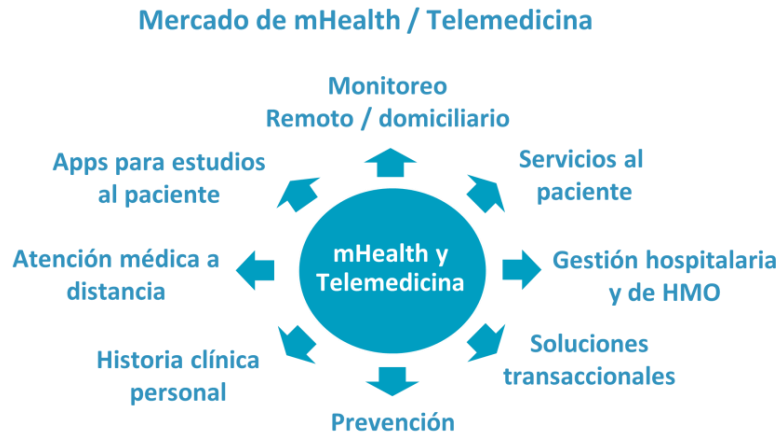 Mercado de mHealth / Telemedicina
Monitoreo
Remoto / domiciliario
Apps para estudios
al paciente
Servicios al
paciente
Atención médica a
distancia
mHealth y
Telemedicina
Gestión hospitalaria
y de HMO
Historia clínica
personal
Soluciones
transaccionales
Prevención